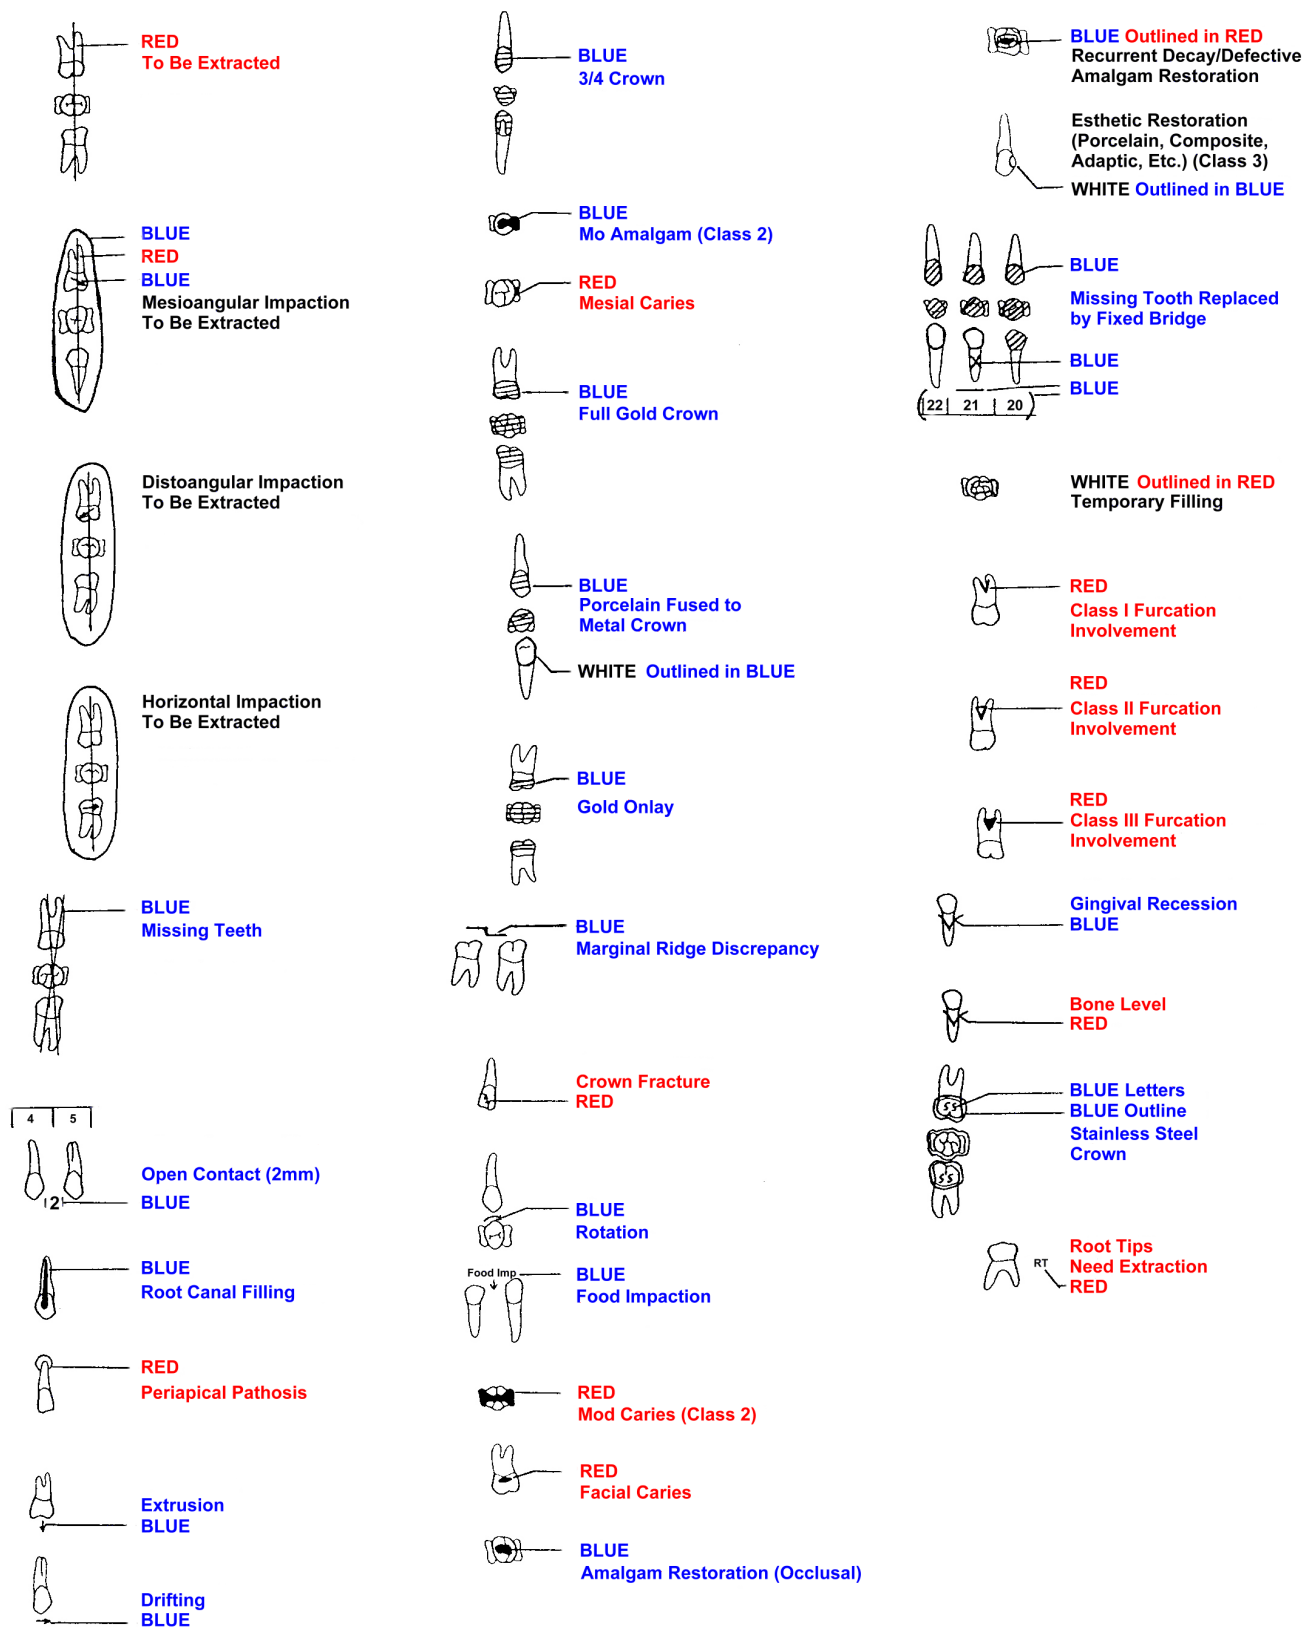 RED
To Be Extracted
BLUE
RED
BLUE
Mesioangular Impaction
To Be Extracted
Distoangular Impaction
To Be Extracted
Horizontal Impaction
To Be Extracted
BLUE
Missing Teeth
4 5
Open Contact (2mm)
2
BLUE
BLUE
Root Canal Filling
RED
Periapical Pathosis
Extrusion
BLUE
Drifting
BLUE
BLUE
3/4 Crown
BLUE
Mo Amalgam (Class 2)
RED
Mesial Caries
BLUE
Full Gold Crown
BLUE
Porcelain Fused to
Metal Crown
WHITE Outlined in BLUE
BLUE
Gold Onlay
BLUE
Marginal Ridge Discrepancy
Crown Fracture
RED
BLUE
Rotation
Food Imp
BLUE
Food Impaction
RED
Mod Caries (Class 2)
RED
Facial Caries
BLUE
Amalgam Restoration (Occlusal)
BLUE Outlined in RED
Recurrent Decay/Defective
Amalgam Restoration
Esthetic Restoration
(Porcelain, Composite,
Adaptic, Etc.) (Class 3)
WHITE Outlined in BLUE
BLUE
Missing Tooth Replaced
by Fixed Bridge
BLUE
BLUE
22 21 20
WHITE Outlined in RED
Temporary Filling
RED
Class I Furcation
Involvement
RED
Class II Furcation
Involvement
RED
Class III Furcation
Involvement
Gingival Recession
BLUE
Bone Level
RED
BLUE Letters
SS
BLUE Outline
Stainless Steel
Crown
SS
Root Tips
RT
Need Extraction
RED